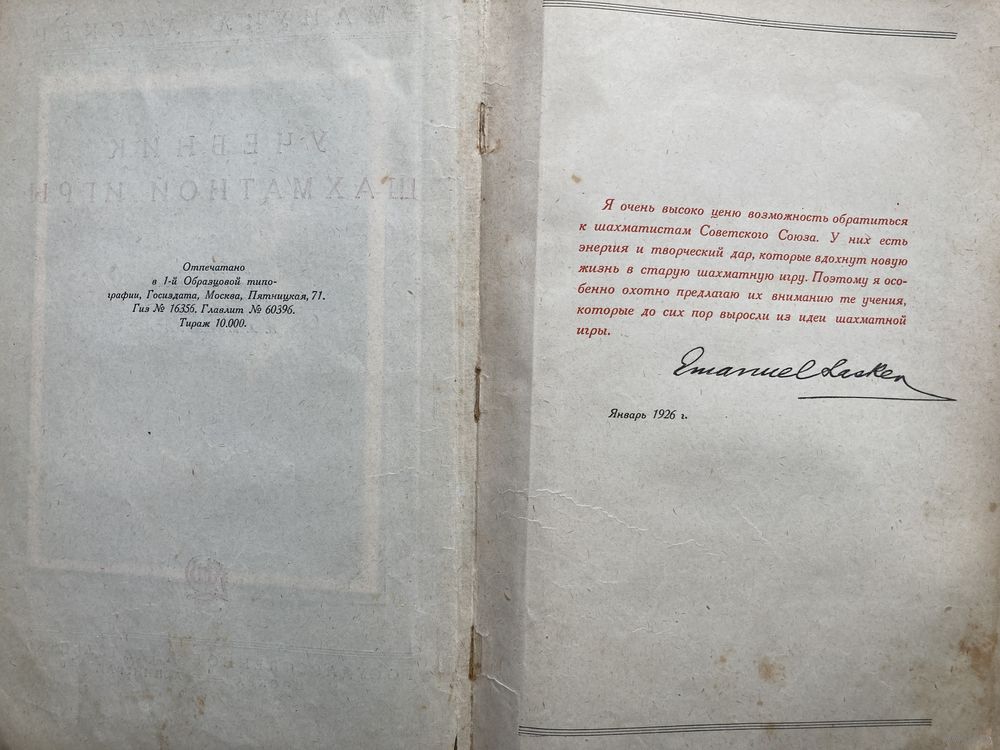 УЧЕБНИК
ШАХМАТНОЙ ИГРЫ
Отпечатано
в 1-й Образцовой типо-
графии, Госиздата, Москва, Пятницкая, 71.
Гиз № 16356. Главлит № 60396.
Тираж 10.000.
Я очень высоко ценю возможность обратиться
к шахматистам Советского Союза. У них есть
энергия и творческий дар, которые вдохнут новую
жизнь в старую шахматную игру. Поэтому я осо-
бенно охотно предлагаю их вниманию те учения,
которые до сих пор выросли из идеи шахматной
игры.
Emanuel Lasker
Январь 1926 г.